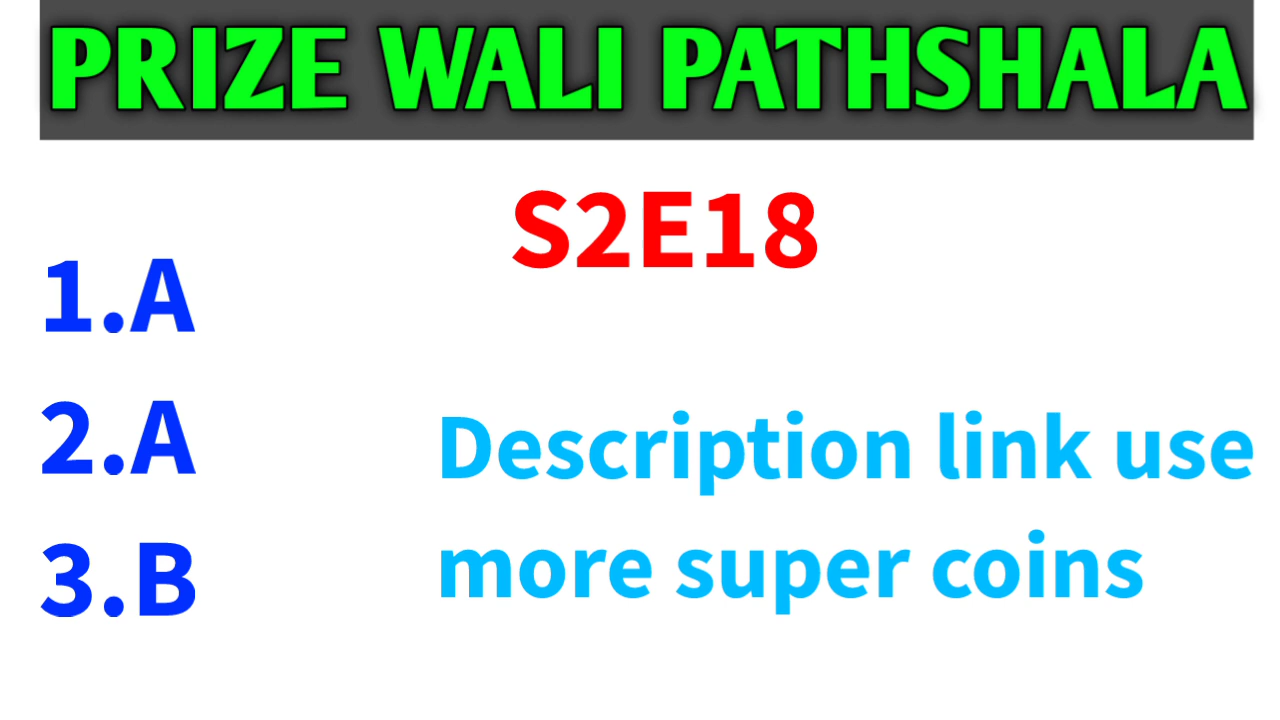 PRIZE WALI PATHSHALA
S2E18
1.A
2.A
3.B
Description link use
more super coins